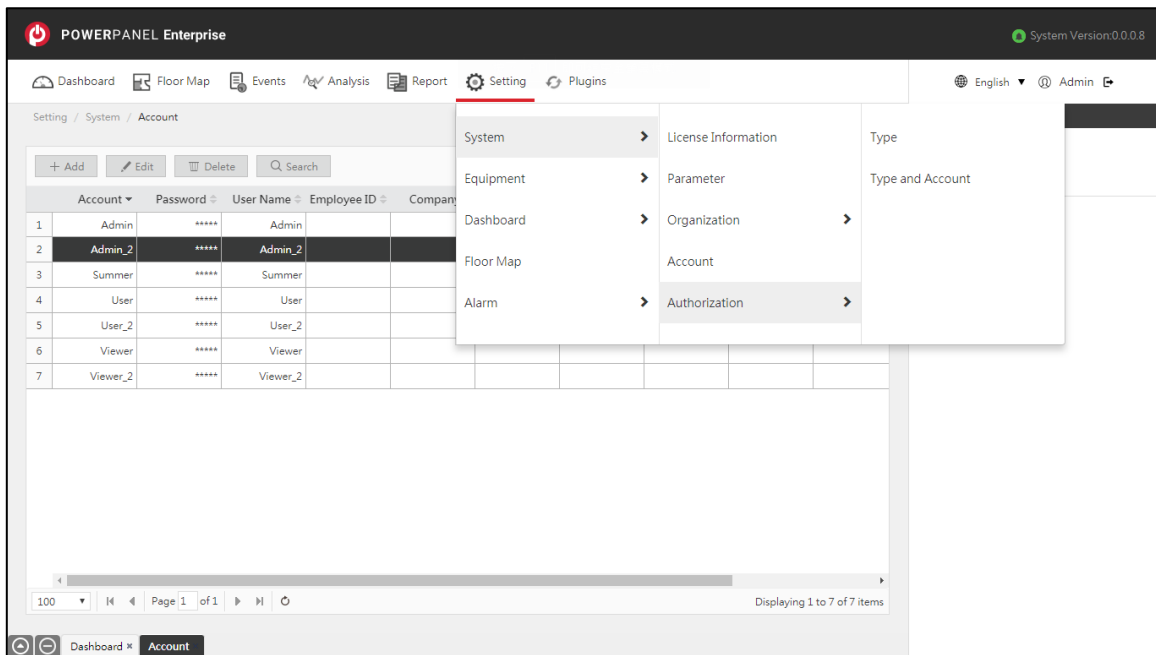 POWERPANEL Enterprise
System Version:0.0.0.8
Dashboard Floor Map Events Analysis Report Setting Plugins
English ▼ Admin
Setting / System / Account
System License Information Type
Equipment Parameter Type and Account
Dashboard Organization
Floor Map Account
Alarm Authorization
+ Add Edit Delete Search
Account Password User Name Employee ID Company
1 Admin ***** Admin
2 Admin_2 ***** Admin_2
3 Summer ***** Summer
4 User ***** User
5 User_2 ***** User_2
6 Viewer ***** Viewer
7 Viewer_2 ***** Viewer_2
100 Page 1 of 1 Displaying 1 to 7 of 7 items
Dashboard × Account